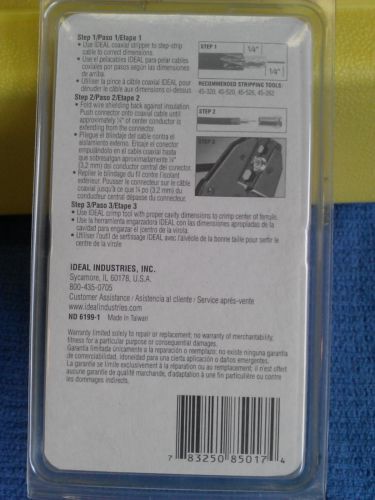 Step 1/Paso 1/Etape 1
• Use IDEAL coaxial stripper to step-strip
cable to correct dimensions.
• Use el pelacables IDEAL para pelar cables
coaxiales por pasos según las dimensiones
de arriba.
• Utiliser la pince à câble coaxial IDEAL pour
dénuder le câble aux dimensions ci-dessus.
Step 2/Paso 2/Etape 2
• Fold wire shielding back against insulation.
Push connector onto coaxial cable until
approximately ⅛" of center conductor is
extending from the connector.
• Pliegue el blindaje del cable contra el
aislamiento externo. Encaje el conector
empujándolo en el cable coaxial hasta
que sobresalgan aproximadamente ⅛"
(3,2 mm) del conductor central del conector.
• Replier le blindage du fil contre l'isolant
extérieur. Pousser le connecteur sur le câble
coaxial jusqu'à ce que ⅛ po (3,2 mm) du
conducteur central dépasse du connecteur.
Step 3/Paso 3/Etape 3
• Use IDEAL crimp tool with proper cavity dimensions to crimp center of ferrule.
• Use la herramienta engarzadora IDEAL con las dimensiones apropiadas de la
cavidad para engarzar el centro de la virola.
• Utiliser l'outil de sertissage IDEAL avec l'alvéole de la bonne taille pour sertir le
centre de la virole
STEP 1
1/4"
1/4"
RECOMMENDED STRIPPING TOOLS:
45-320, 45-520, 45-526, 45-262
STEP 2
STEP 3
IDEAL INDUSTRIES, INC.
Sycamore, IL 60178, U.S.A.
800-435-0705
Customer Assistance / Asistencia al cliente / Service après-vente
www.idealindustries.com
ND 6199-1 Made in Taiwan
Warranty limited solely to repair or replacement; no warranty of merchantability,
fitness for a particular purpose or consequential damages.
Garantía limitada únicamente a reparación o reemplazo; no existe ninguna garantía
de comerciabilidad, idoneidad para una cierta aplicación o daños emergentes.
La garantie se limite exclusivement à la réparation ou au remplacement; il n'est offert
aucune garantie de qualité marchande, d'adaptation à une fin particulière ou contre
les dommages indirects.
7 83250 85017 4